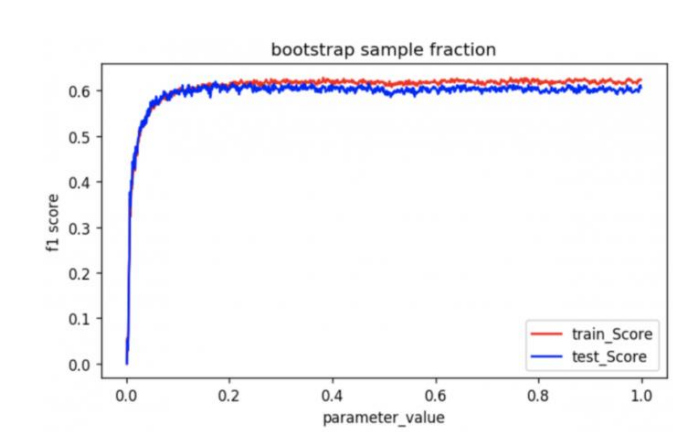 bootstrap sample fraction
f1 score
0.6
0.5
0.4
0.3
0.2
0.1
0.0
train_Score
test_Score
0.0 0.2 0.4 0.6 0.8 1.0
parameter_value